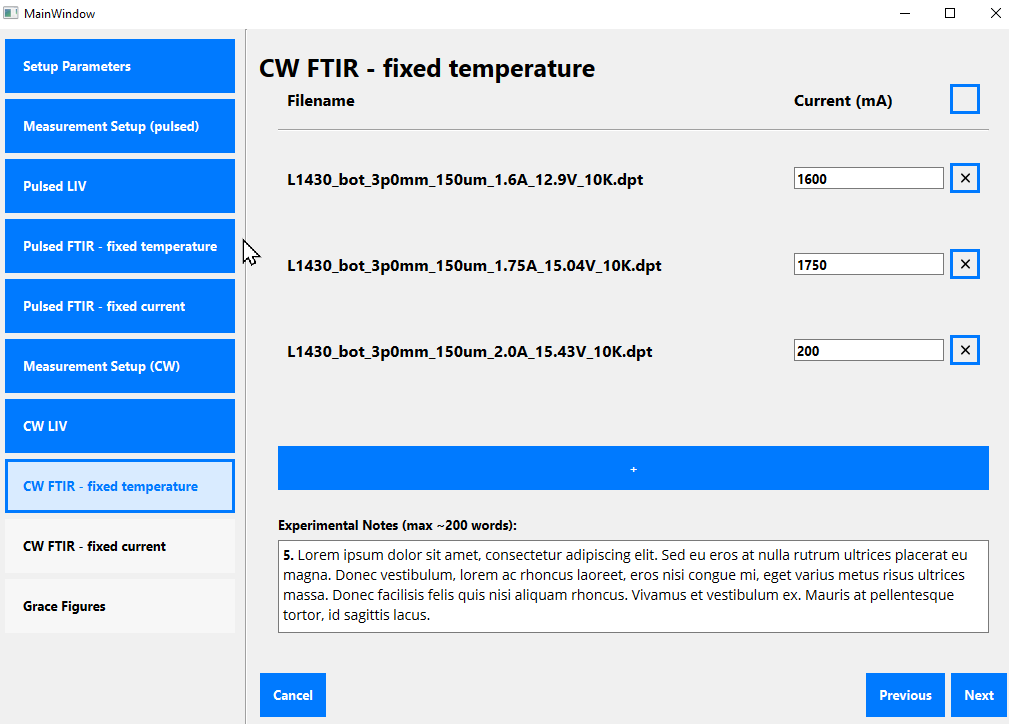 MainWindow
Setup Parameters
Measurement Setup (pulsed)
Pulsed LIV
Pulsed FTIR - fixed temperature
Pulsed FTIR - fixed current
Measurement Setup (CW)
CW LIV
CW FTIR - fixed temperature
CW FTIR - fixed current
Grace Figures
CW FTIR - fixed temperature
Filename Current (mA)
L1430_bot_3p0mm_150um_1.6A_12.9V_10K.dpt 1600 ×
L1430_bot_3p0mm_150um_1.75A_15.04V_10K.dpt 1750 ×
L1430_bot_3p0mm_150um_2.0A_15.43V_10K.dpt 200 ×
+
Experimental Notes (max ~200 words):
5. Lorem ipsum dolor sit amet, consectetur adipiscing elit. Sed eu eros at nulla rutrum ultrices placerat eu
magna. Donec vestibulum, lorem ac rhoncus laoreet, eros nisi congue mi, eget varius metus risus ultrices
massa. Donec facilisis felis quis nisi aliquam rhoncus. Vivamus et vestibulum ex. Mauris at pellentesque
tortor, id sagittis lacus.
Cancel Previous Next